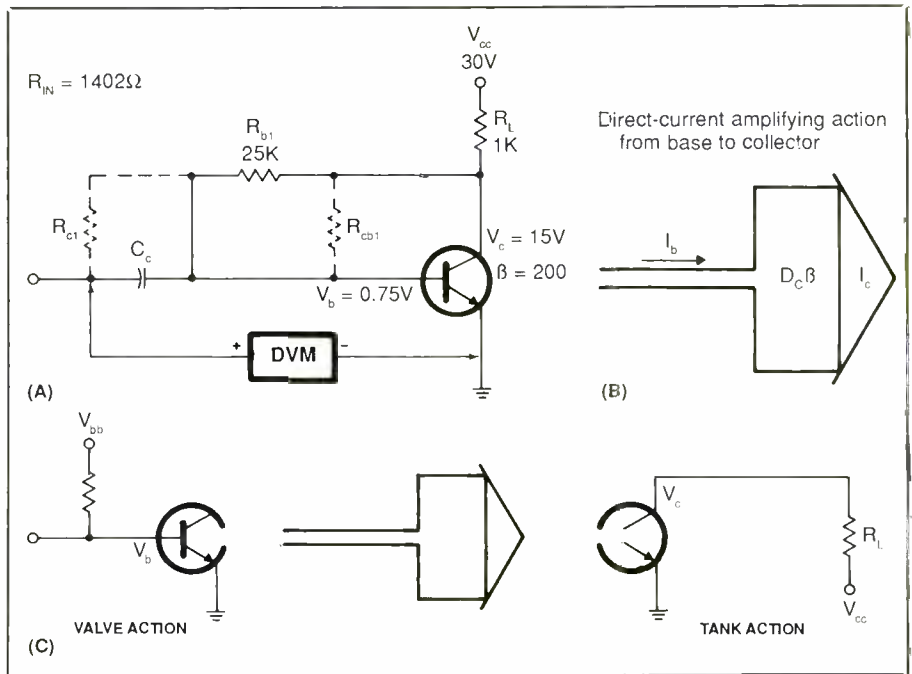 V_cc
30V
R_IN = 1402Ω
R_b1
25K
R_L
1K
R_c1
C_c
R_cb1
V_c = 15V
ß = 200
V_b = 0.75V
+ DVM -
(A)
Direct-current amplifying action
from base to collector
I_b
D_Cß
I_c
(B)
V_bb
V_b
VALVE ACTION
V_c
R_L
V_cc
TANK ACTION
(C)